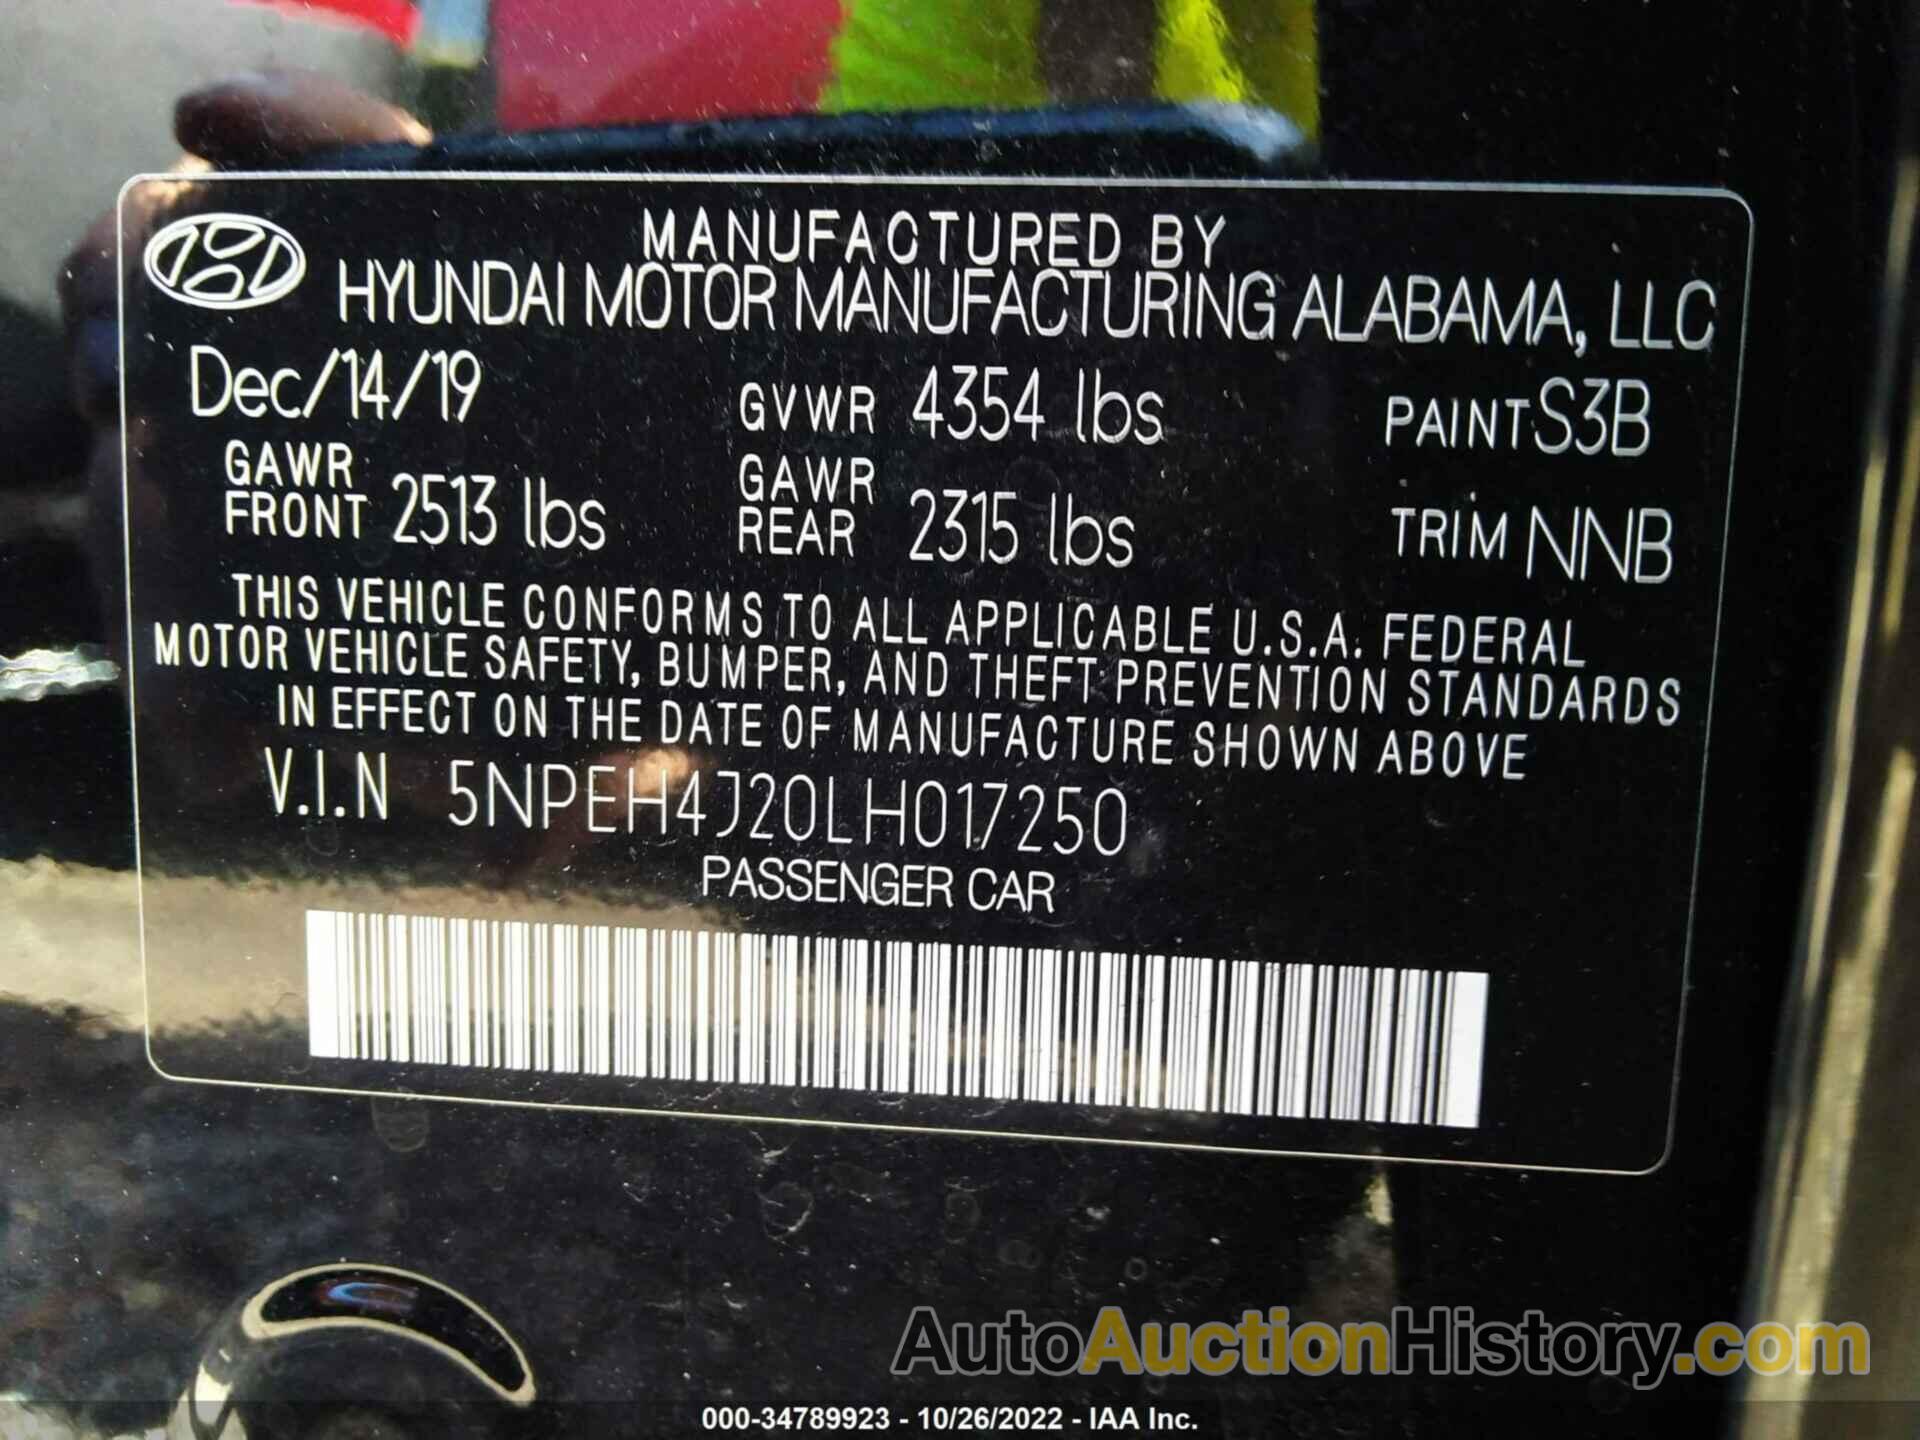 MANUFACTURED BY
HYUNDAI MOTOR MANUFACTURING ALABAMA, LLC
Dec/14/19 GVWR 4354 lbs PAINT S3B
GAWR FRONT 2513 lbs GAWR REAR 2315 lbs TRIM NNB
THIS VEHICLE CONFORMS TO ALL APPLICABLE U.S.A. FEDERAL
MOTOR VEHICLE SAFETY, BUMPER, AND THEFT PREVENTION STANDARDS
IN EFFECT ON THE DATE OF MANUFACTURE SHOWN ABOVE
V.I.N 5NPEH4J20LH017250
PASSENGER CAR
AutoAuctionHistory.com
000-34789923 - 10/26/2022 - IAA Inc.